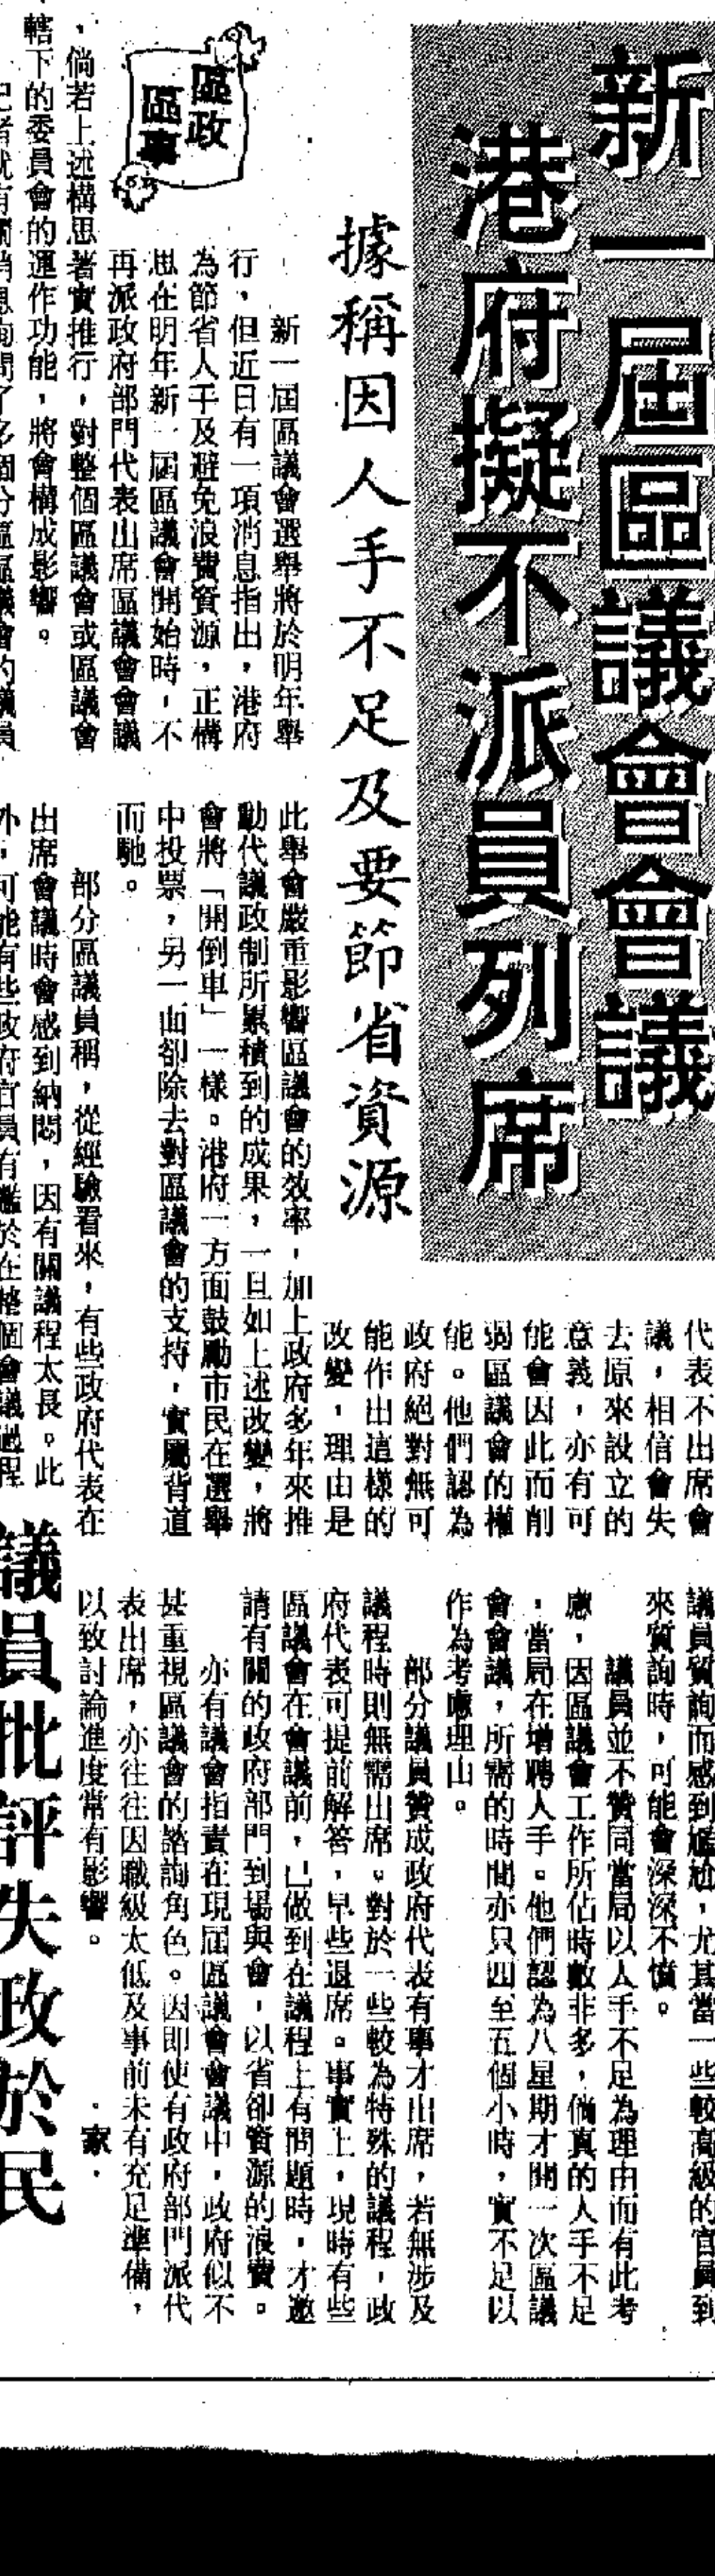 新一屆區議會會議
港府擬不派員列席
據稱因人手不足及要節省資源
區政
區事
新一屆區議會選舉將於明年舉
行，但近日有一項消息指出，港府
為節省人手及避免浪費資源，正構
思在明年新一屆區議會開始時，不
再派政府部門代表出席區議會會議
，倘若上述構思著實推行，對整個區議會或區議會
轄下的委員會的運作功能，將會構成影響。
此舉會嚴重影響區議會的效率，加上政府多年來推
動代議政制所累積到的成果，一旦如上述改變，將
會將「開倒車」一樣。港府一方面鼓勵市民在選舉
中投票，另一面卻除去對區議會的支持，實屬背道
而馳。
部分區議員稱，從經驗看來，有些政府代表在
出席會議時會感到納悶，因有關議程太長。此
外，可能有些政府官員有鑑於在整個會議過程
代表不出席會
議，相信會失
去原來設立的
意義，亦有可
能會因此而削
弱區議會的權
能。他們認為
政府絕對無可
能作出這樣的
改變，理由是
議員質詢而感到尷尬，尤其當一些較高級的官員到
來質詢時，可能會深深不憤。
議員並不贊同當局以人手不足為理由而有此考
慮，因區議會工作所佔時數非多，倘真的人手不足
，當局在增聘人手。他們認為八星期才開一次區議
會會議，所需的時間亦只四至五個小時，實不足以
作為考慮理由。
部分議員贊成政府代表有事才出席，若無涉及
議程時則無需出席。對於一些較為特殊的議程，政
府代表可提前解答，早些退席。事實上，現時有些
區議會在會議前，已做到在議程上有問題時，才邀
請有關的政府部門到場與會，以省卻資源的浪費。
亦有議會指責在現屆區議會會議中，政府似不
甚重視區議會的諮詢角色。因即使有政府部門派代
表出席，亦往往因職級太低及事前未有充足準備，
以致討論進度常有影響。
·家·
議員批評失政於民